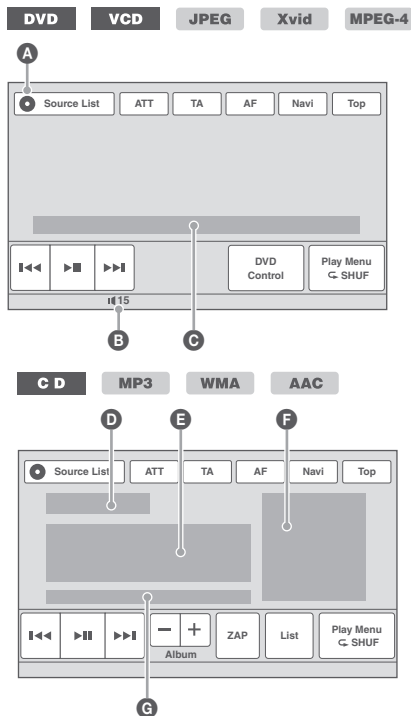 DVD VCD JPEG Xvid MPEG-4
A
Source List ATT TA AF Navi Top
DVD Control Play Menu SHUF
15
B C
C D MP3 WMA AAC
D E F
Source List ATT TA AF Navi Top
− + ZAP List Play Menu SHUF
Album
G